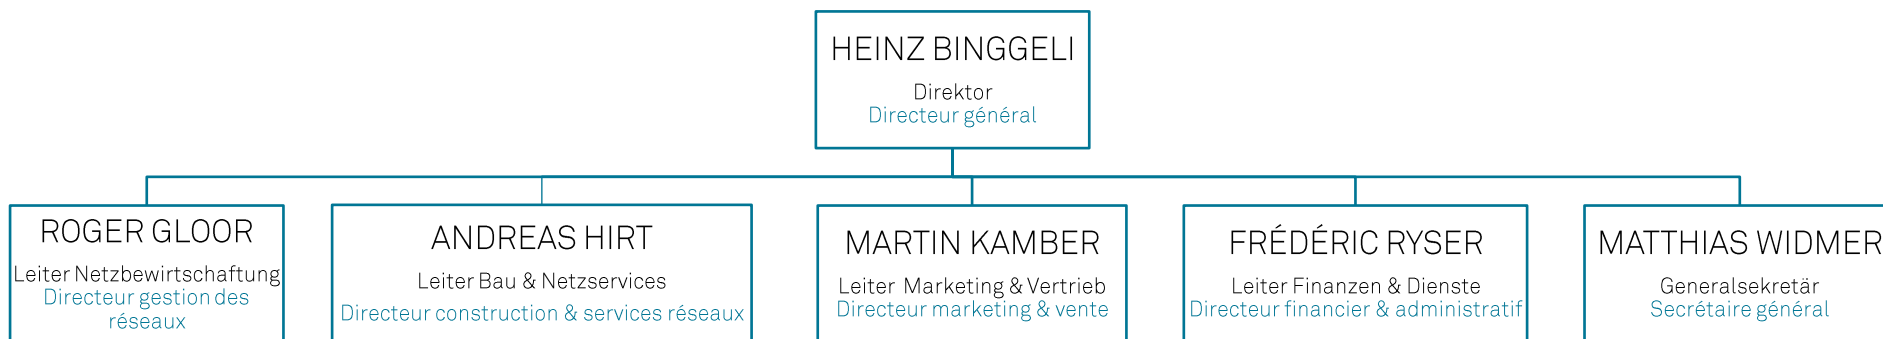 HEINZ BINGGELI
Direktor
Directeur général
ROGER GLOOR
Leiter Netzbewirtschaftung
Directeur gestion des
réseaux
ANDREAS HIRT
Leiter Bau & Netzservices
Directeur construction & services réseaux
MARTIN KAMBER
Leiter Marketing & Vertrieb
Directeur marketing & vente
FRÉDÉRIC RYSER
Leiter Finanzen & Dienste
Directeur financier & administratif
MATTHIAS WIDMER
Generalsekretär
Secrétaire général